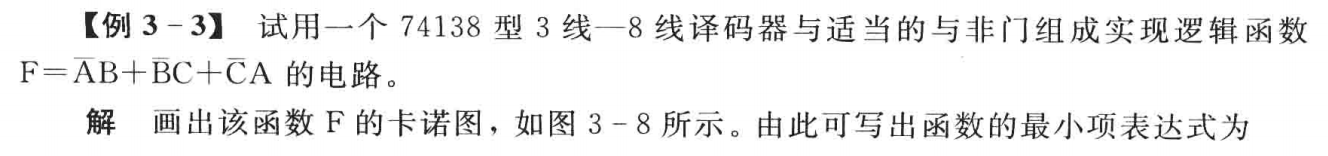 【例 3-3】 试用一个 74138 型 3 线—8 线译码器与适当的与非门组成实现逻辑函数
F=A̅B+B̅C+C̅A 的电路。
解 画出该函数 F 的卡诺图，如图 3-8 所示。由此可写出函数的最小项表达式为